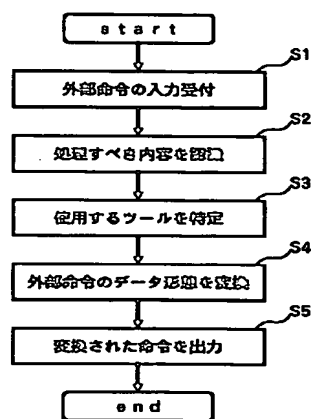 start
S1
外部命令の入力受付
S2
処理すべき内容を認識
S3
使用するツールを特定
S4
外部命令のデータ形態を変換
S5
変換された命令を出力
end